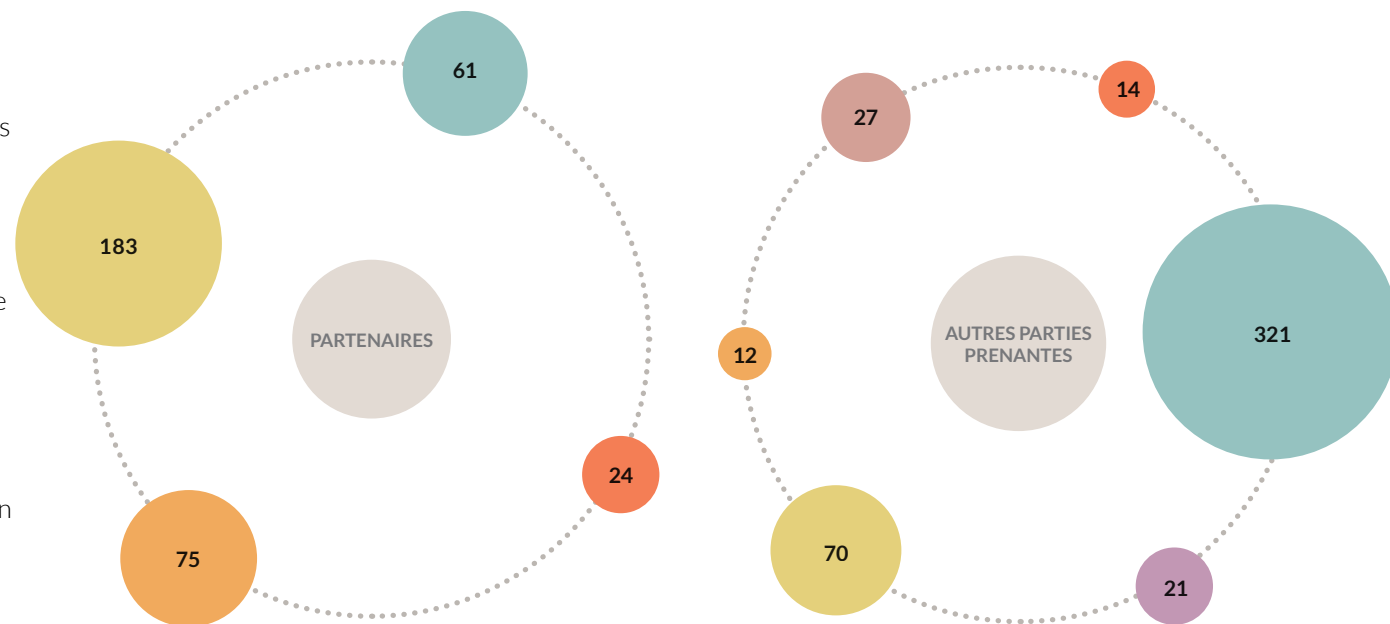 61
183
PARTENAIRES
24
75
14
27
AUTRES PARTIES
PRENANTES
321
12
70
21
s
e
n